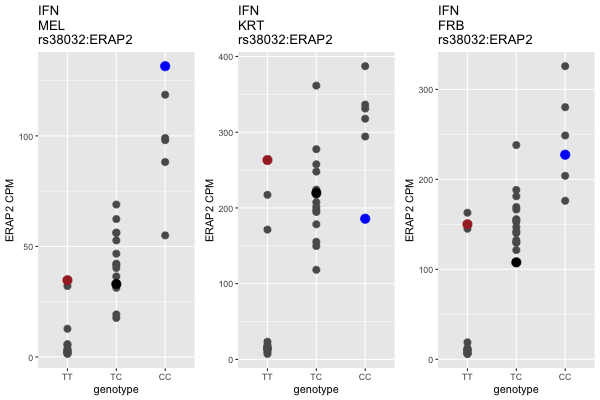 IFN
MEL
rs38032:ERAP2
ERAP2 CPM
100
50
0
TT TC CC
genotype
IFN
KRT
rs38032:ERAP2
ERAP2 CPM
400
300
200
100
0
TT TC CC
genotype
IFN
FRB
rs38032:ERAP2
ERAP2 CPM
300
200
100
0
TT TC CC
genotype